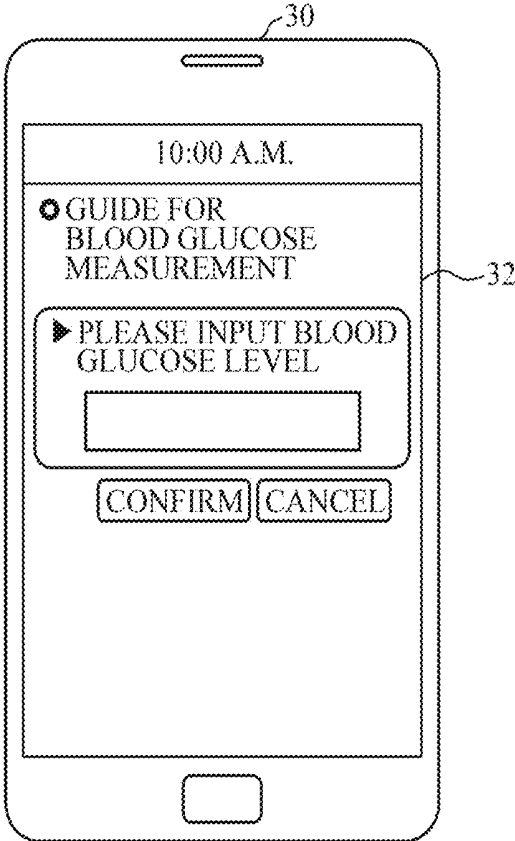 30
10:00 A.M.
GUIDE FOR
BLOOD GLUCOSE
MEASUREMENT
32
PLEASE INPUT BLOOD
GLUCOSE LEVEL
CONFIRM CANCEL